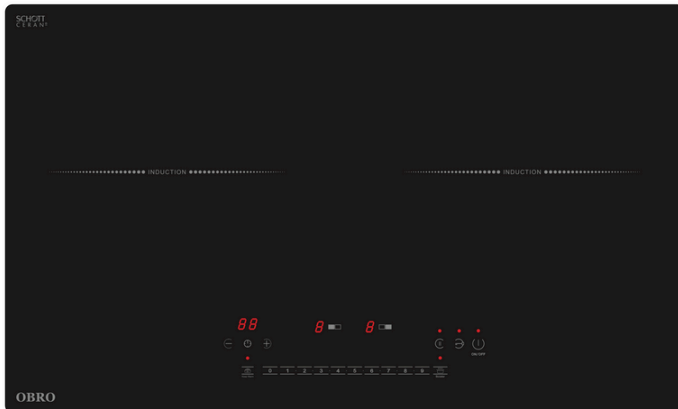 SCHOTT
CERAN®
INDUCTION INDUCTION
88 8 8
ON/OFF
0 1 2 3 4 5 6 7 8 9
OBRO